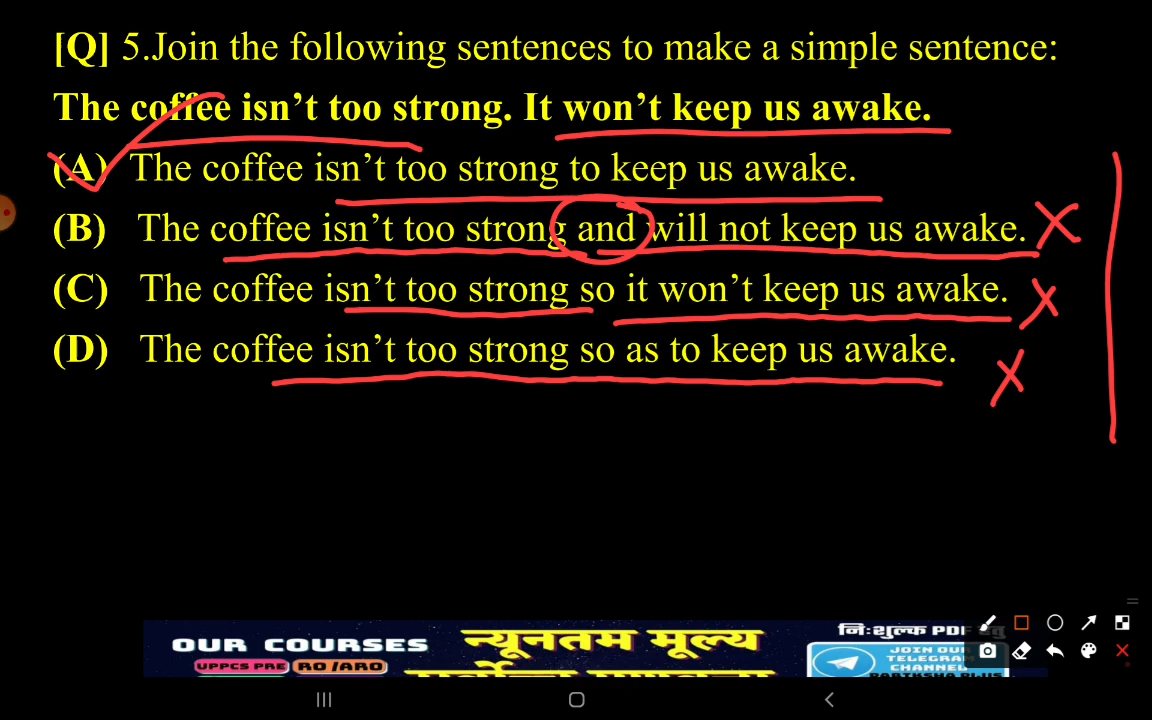 [Q] 5.Join the following sentences to make a simple sentence:
The coffee isn’t too strong. It won’t keep us awake.
(A) The coffee isn’t too strong to keep us awake.
(B) The coffee isn’t too strong and will not keep us awake.
(C) The coffee isn’t too strong so it won’t keep us awake.
(D) The coffee isn’t too strong so as to keep us awake.
OUR COURSES
UPPCS PRE RO/ARO
न्यूनतम मूल्य
नि:शुल्क PDF
JOIN OUR
TELEGRAM
CHANNEL